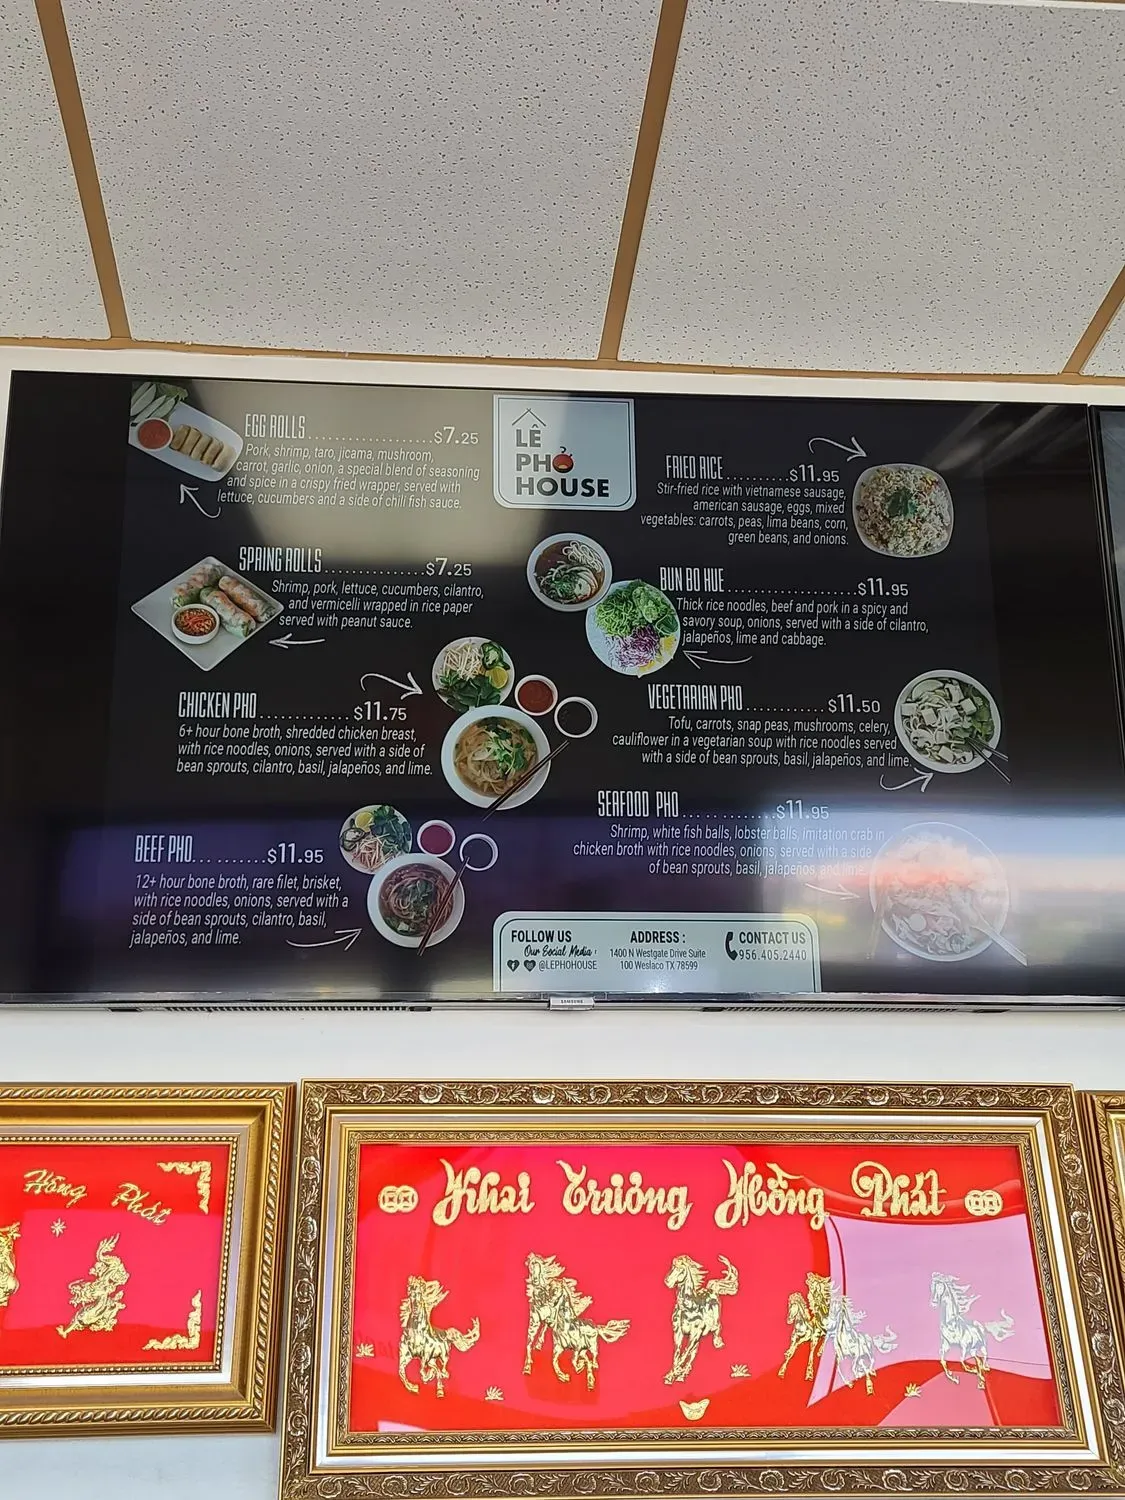 EGG ROLLS..................$7.25
Pork, shrimp, taro, jicama, mushroom,
carrot, garlic, onion, a special blend of seasoning
and spice in a crispy fried wrapper, served with
lettuce, cucumbers and a side of chili fish sauce.
SPRING ROLLS..............$7.25
Shrimp, pork, lettuce, cucumbers, cilantro,
and vermicelli wrapped in rice paper
served with peanut sauce.
CHICKEN PHO.............$11.75
6+ hour bone broth, shredded chicken breast,
with rice noodles, onions, served with a side of
bean sprouts, cilantro, basil, jalapeños, and lime.
BEEF PHO... .......$11.95
12+ hour bone broth, rare filet, brisket,
with rice noodles, onions, served with a
side of bean sprouts, cilantro, basil,
jalapeños, and lime.
LÊ
PHỞ
HOUSE
FRIED RICE.........$11.95
Stir-fried rice with vietnamese sausage,
american sausage, eggs, mixed
vegetables: carrots, peas, lima beans, corn,
green beans, and onions.
BUN BO HUE...................$11.95
Thick rice noodles, beef and pork in a spicy and
savory soup, onions, served with a side of cilantro,
jalapeños, lime and cabbage.
VEGETARIAN PHO...........$11.50
Tofu, carrots, snap peas, mushrooms, celery,
cauliflower in a vegetarian soup with rice noodles served
with a side of bean sprouts, basil, jalapeños, and lime.
SEAFOOD PHO... .. ........$11.95
Shrimp, white fish balls, lobster balls, imitation crab in
chicken broth with rice noodles, onions, served with a side
of bean sprouts, basil, jalapeños, and lime.
FOLLOW US
Our Social Media :
@LEPHOHOUSE
ADDRESS :
1400 N Westgate Drive Suite
100 Weslaco TX 78599
CONTACT US
956.405.2440
SAMSUNG
Hồng Phát
Khai Trương Hồng Phát